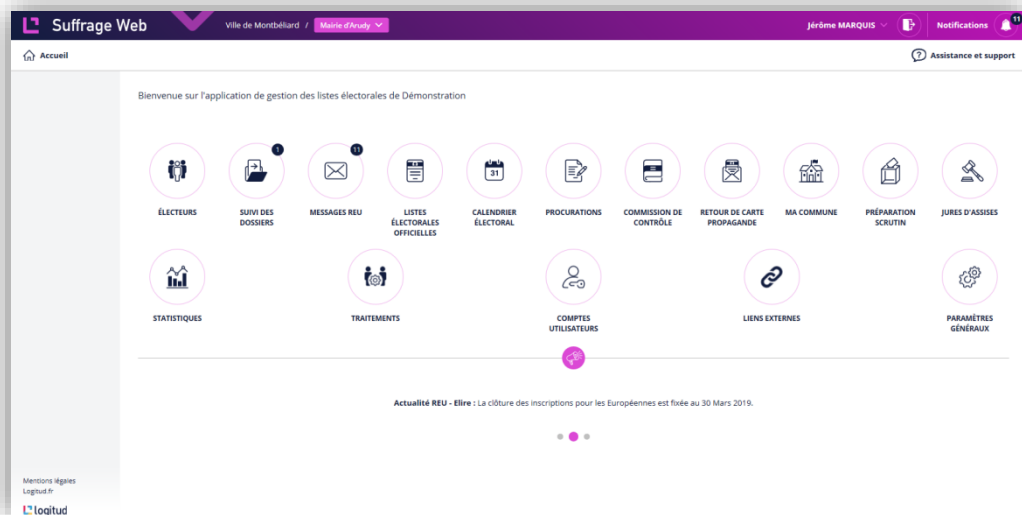 Suffrage Web
Ville de Montbéliard / Mairie d'Arudy
Jérôme MARQUIS
Notifications
11
Accueil
Assistance et support
Bienvenue sur l'application de gestion des listes électorales de Démonstration
1
11
31
ÉLECTEURS
SUIVI DES
DOSSIERS
MESSAGES REU
LISTES
ÉLECTORALES
OFFICIELLES
CALENDRIER
ÉLECTORAL
PROCURATIONS
COMMISSION DE
CONTRÔLE
RETOUR DE CARTE
PROPAGANDE
MA COMMUNE
PRÉPARATION
SCRUTIN
JURES D'ASSISES
STATISTIQUES
TRAITEMENTS
COMPTES
UTILISATEURS
LIENS EXTERNES
PARAMÈTRES
GÉNÉRAUX
Actualité REU - Elire : La clôture des inscriptions pour les Européennes est fixée au 30 Mars 2019.
Mentions légales
Logitud.fr
logitud